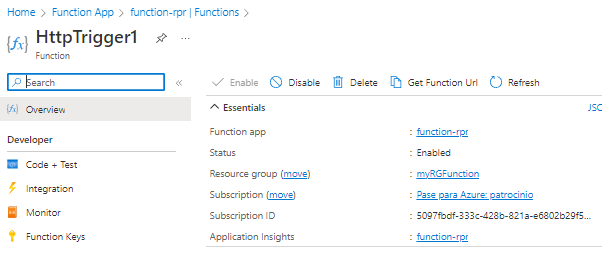 Home > Function App > function-rpr | Functions >
HttpTrigger1
Function
Search
Overview
Developer
Code + Test
Integration
Monitor
Function Keys
Enable Disable Delete Get Function Url Refresh
Essentials JSC
Function app : function-rpr
Status : Enabled
Resource group (move) : myRGFunction
Subscription (move) : Pase para Azure: patrocinio
Subscription ID : 5097fbdf-333c-428b-821a-e6802b29f5...
Application Insights : function-rpr